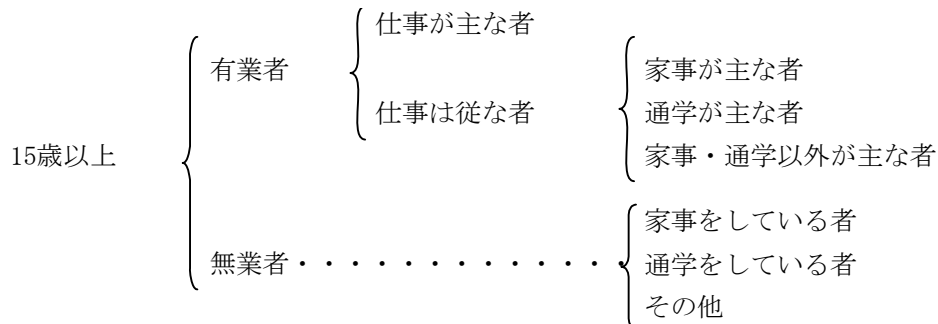 仕事が主な者
有業者
家事が主な者
仕事は従な者
通学が主な者
15歳以上
家事・通学以外が主な者
家事をしている者
無業者・・・・・・・・・・・・・
通学をしている者
その他